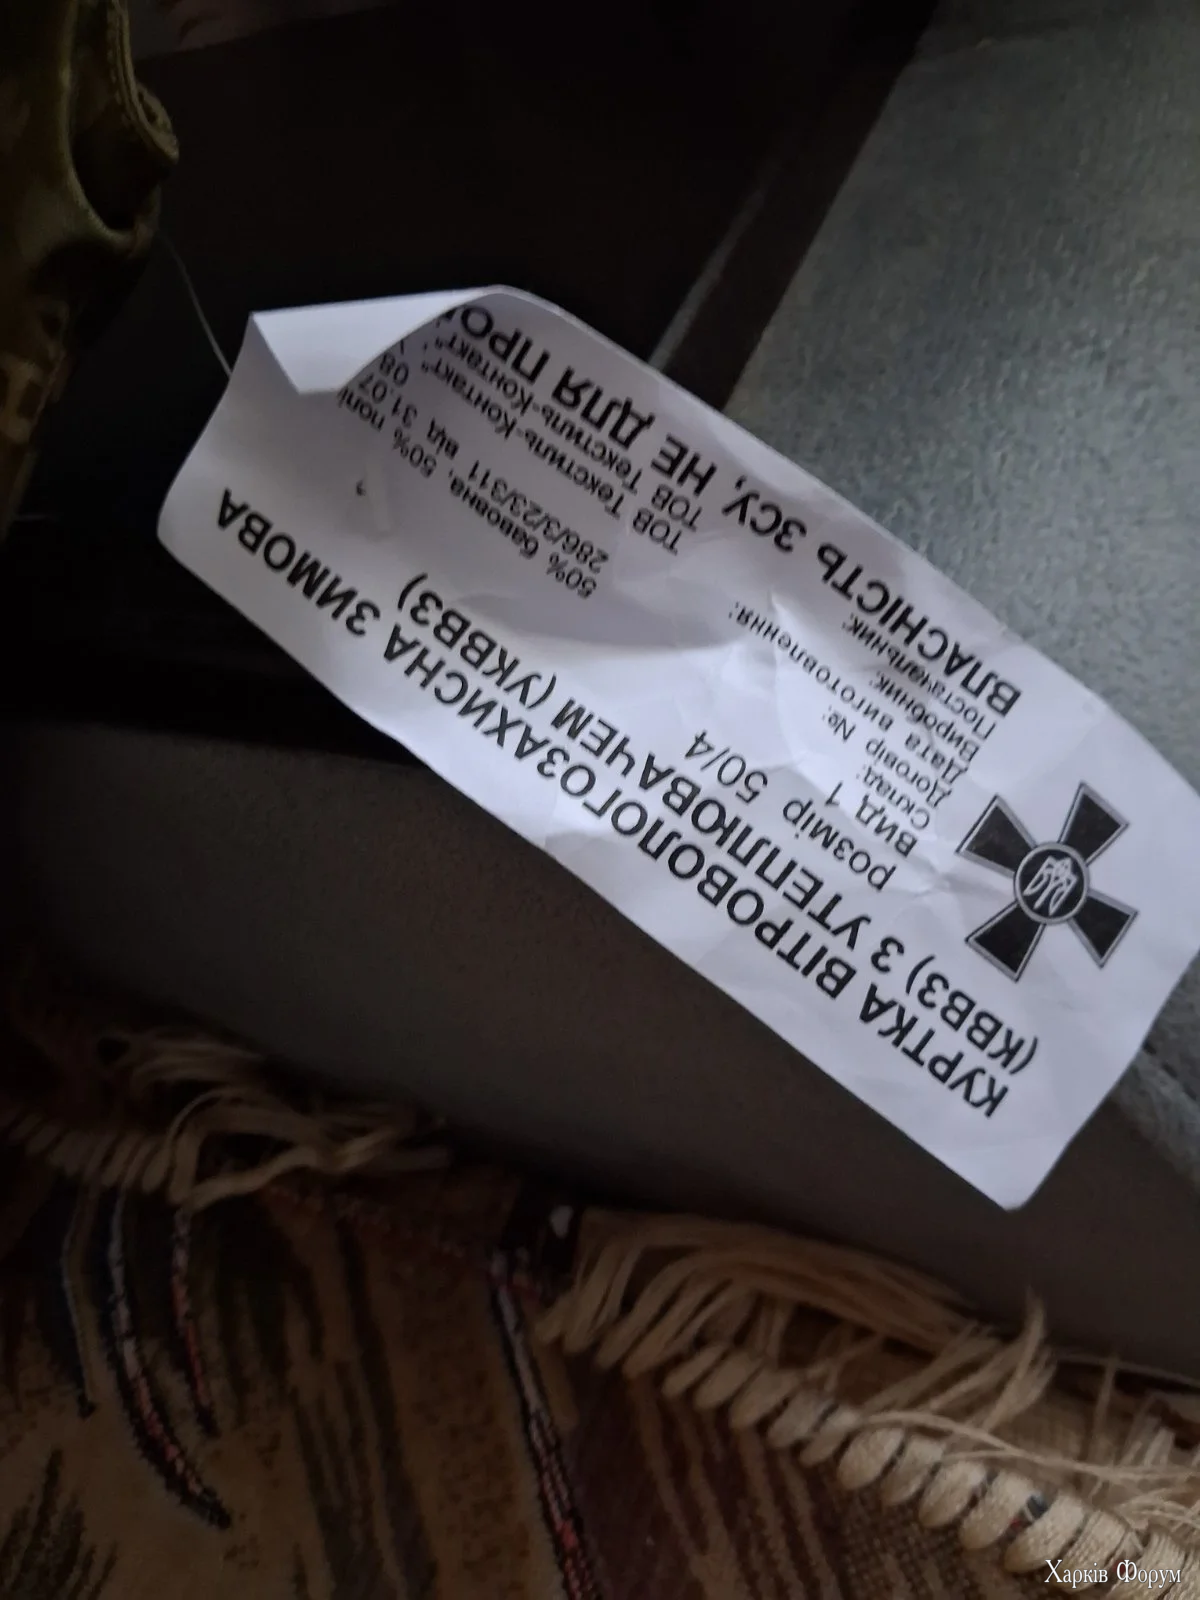 КУРТКА ВІТРОВОЛОГОЗАХИСНА ЗИМОВА
(КВВЗ) З УТЕПЛЮВАЧЕМ (УКВВЗ)
розмір 50/4
ВИД 1
склад: 50% бавовна, 50%
Договір №: 286/3/23/311 від 31.07
Дата виготовлення: 08
Виробник: ТОВ Текстиль-Контакт"
Постачальник: ТОВ Текстиль-Контакт"
ВЛАСНІСТЬ ЗСУ, НЕ ДЛЯ
Харків Форум